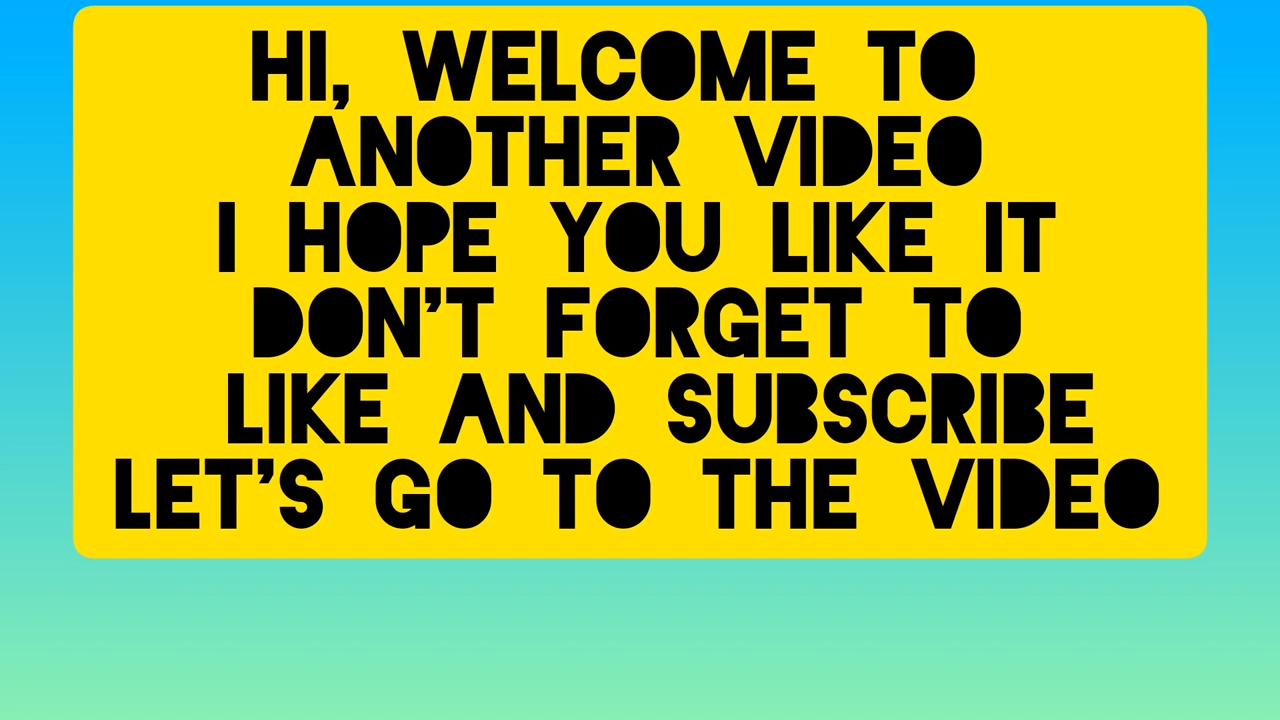 HI, WELCOME TO
ANOTHER VIDEO
I HOPE YOU LIKE IT
DON'T FORGET TO
LIKE AND SUBSCRIBE
LET'S GO TO THE VIDEO